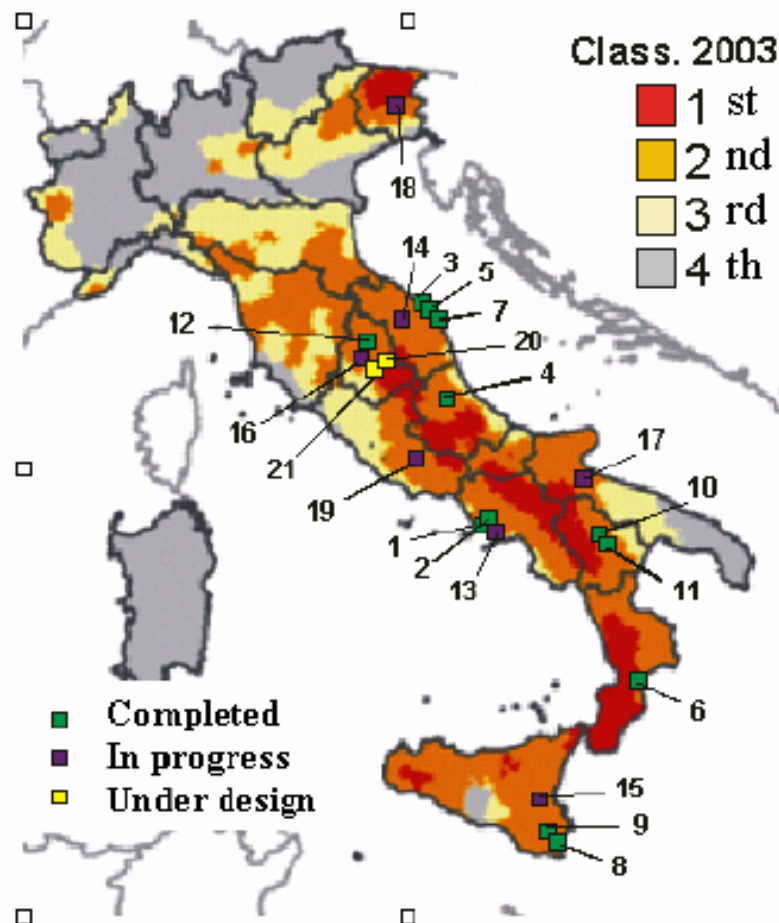 Class. 2003
1 st
2 nd
3 rd
4 th
18
14
3
5
7
12
20
4
16
21
17
19
10
1
2
13
11
6
Completed
In progress
Under design
15
9
8